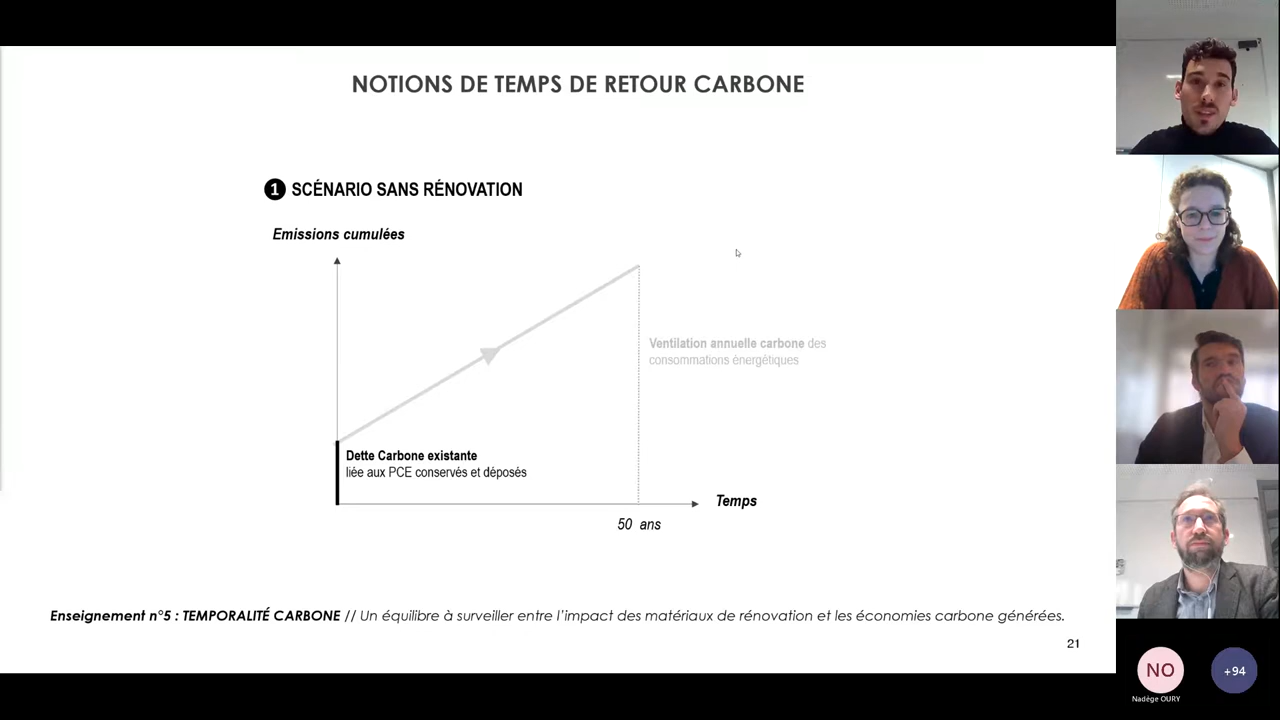 NOTIONS DE TEMPS DE RETOUR CARBONE
❶ SCÉNARIO SANS RÉNOVATION
Emissions cumulées
Ventilation annuelle carbone des
consommations énergétiques
Dette Carbone existante
liée aux PCE conservés et déposés
Temps
50 ans
Enseignement n°5 : TEMPORALITÉ CARBONE // Un équilibre à surveiller entre l'impact des matériaux de rénovation et les économies carbone générées.
21
NO
+94
Nadège OURY